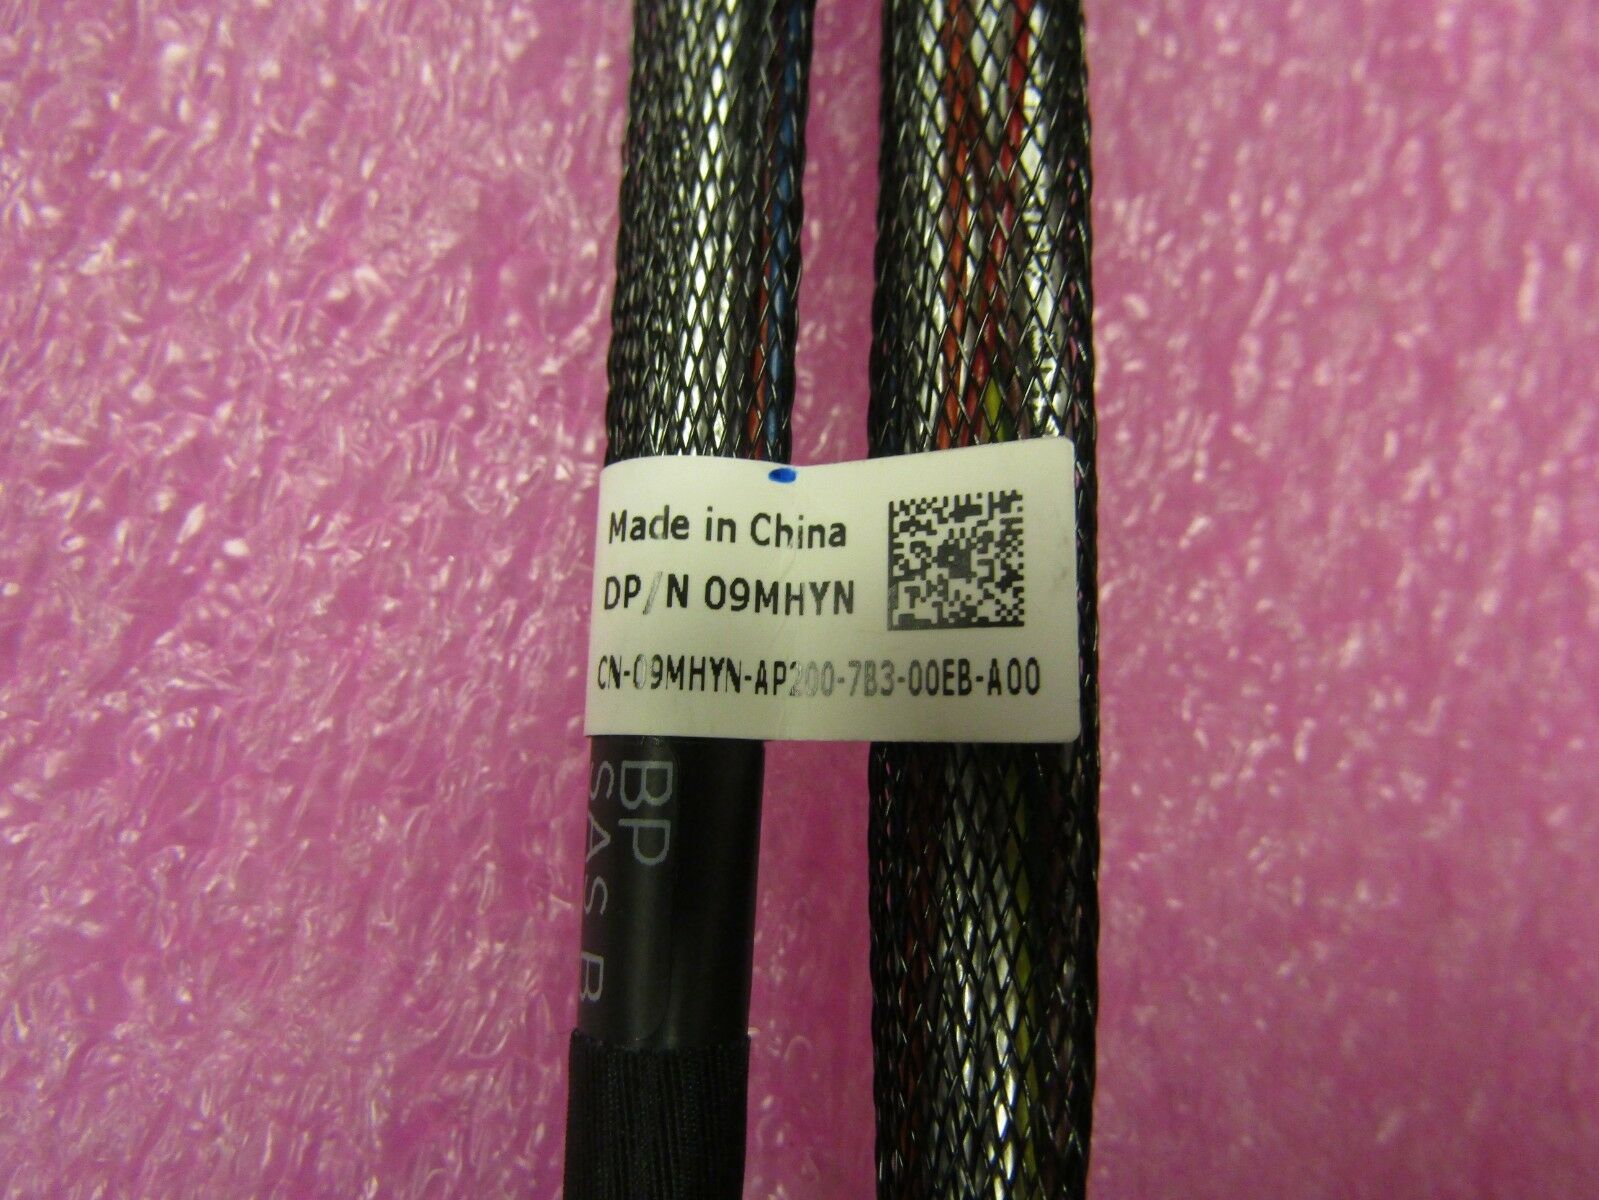 Made in China
DP/N 09MHYN
CN-09MHYN-AP200-7B3-00EB-A00
BP
SAS B